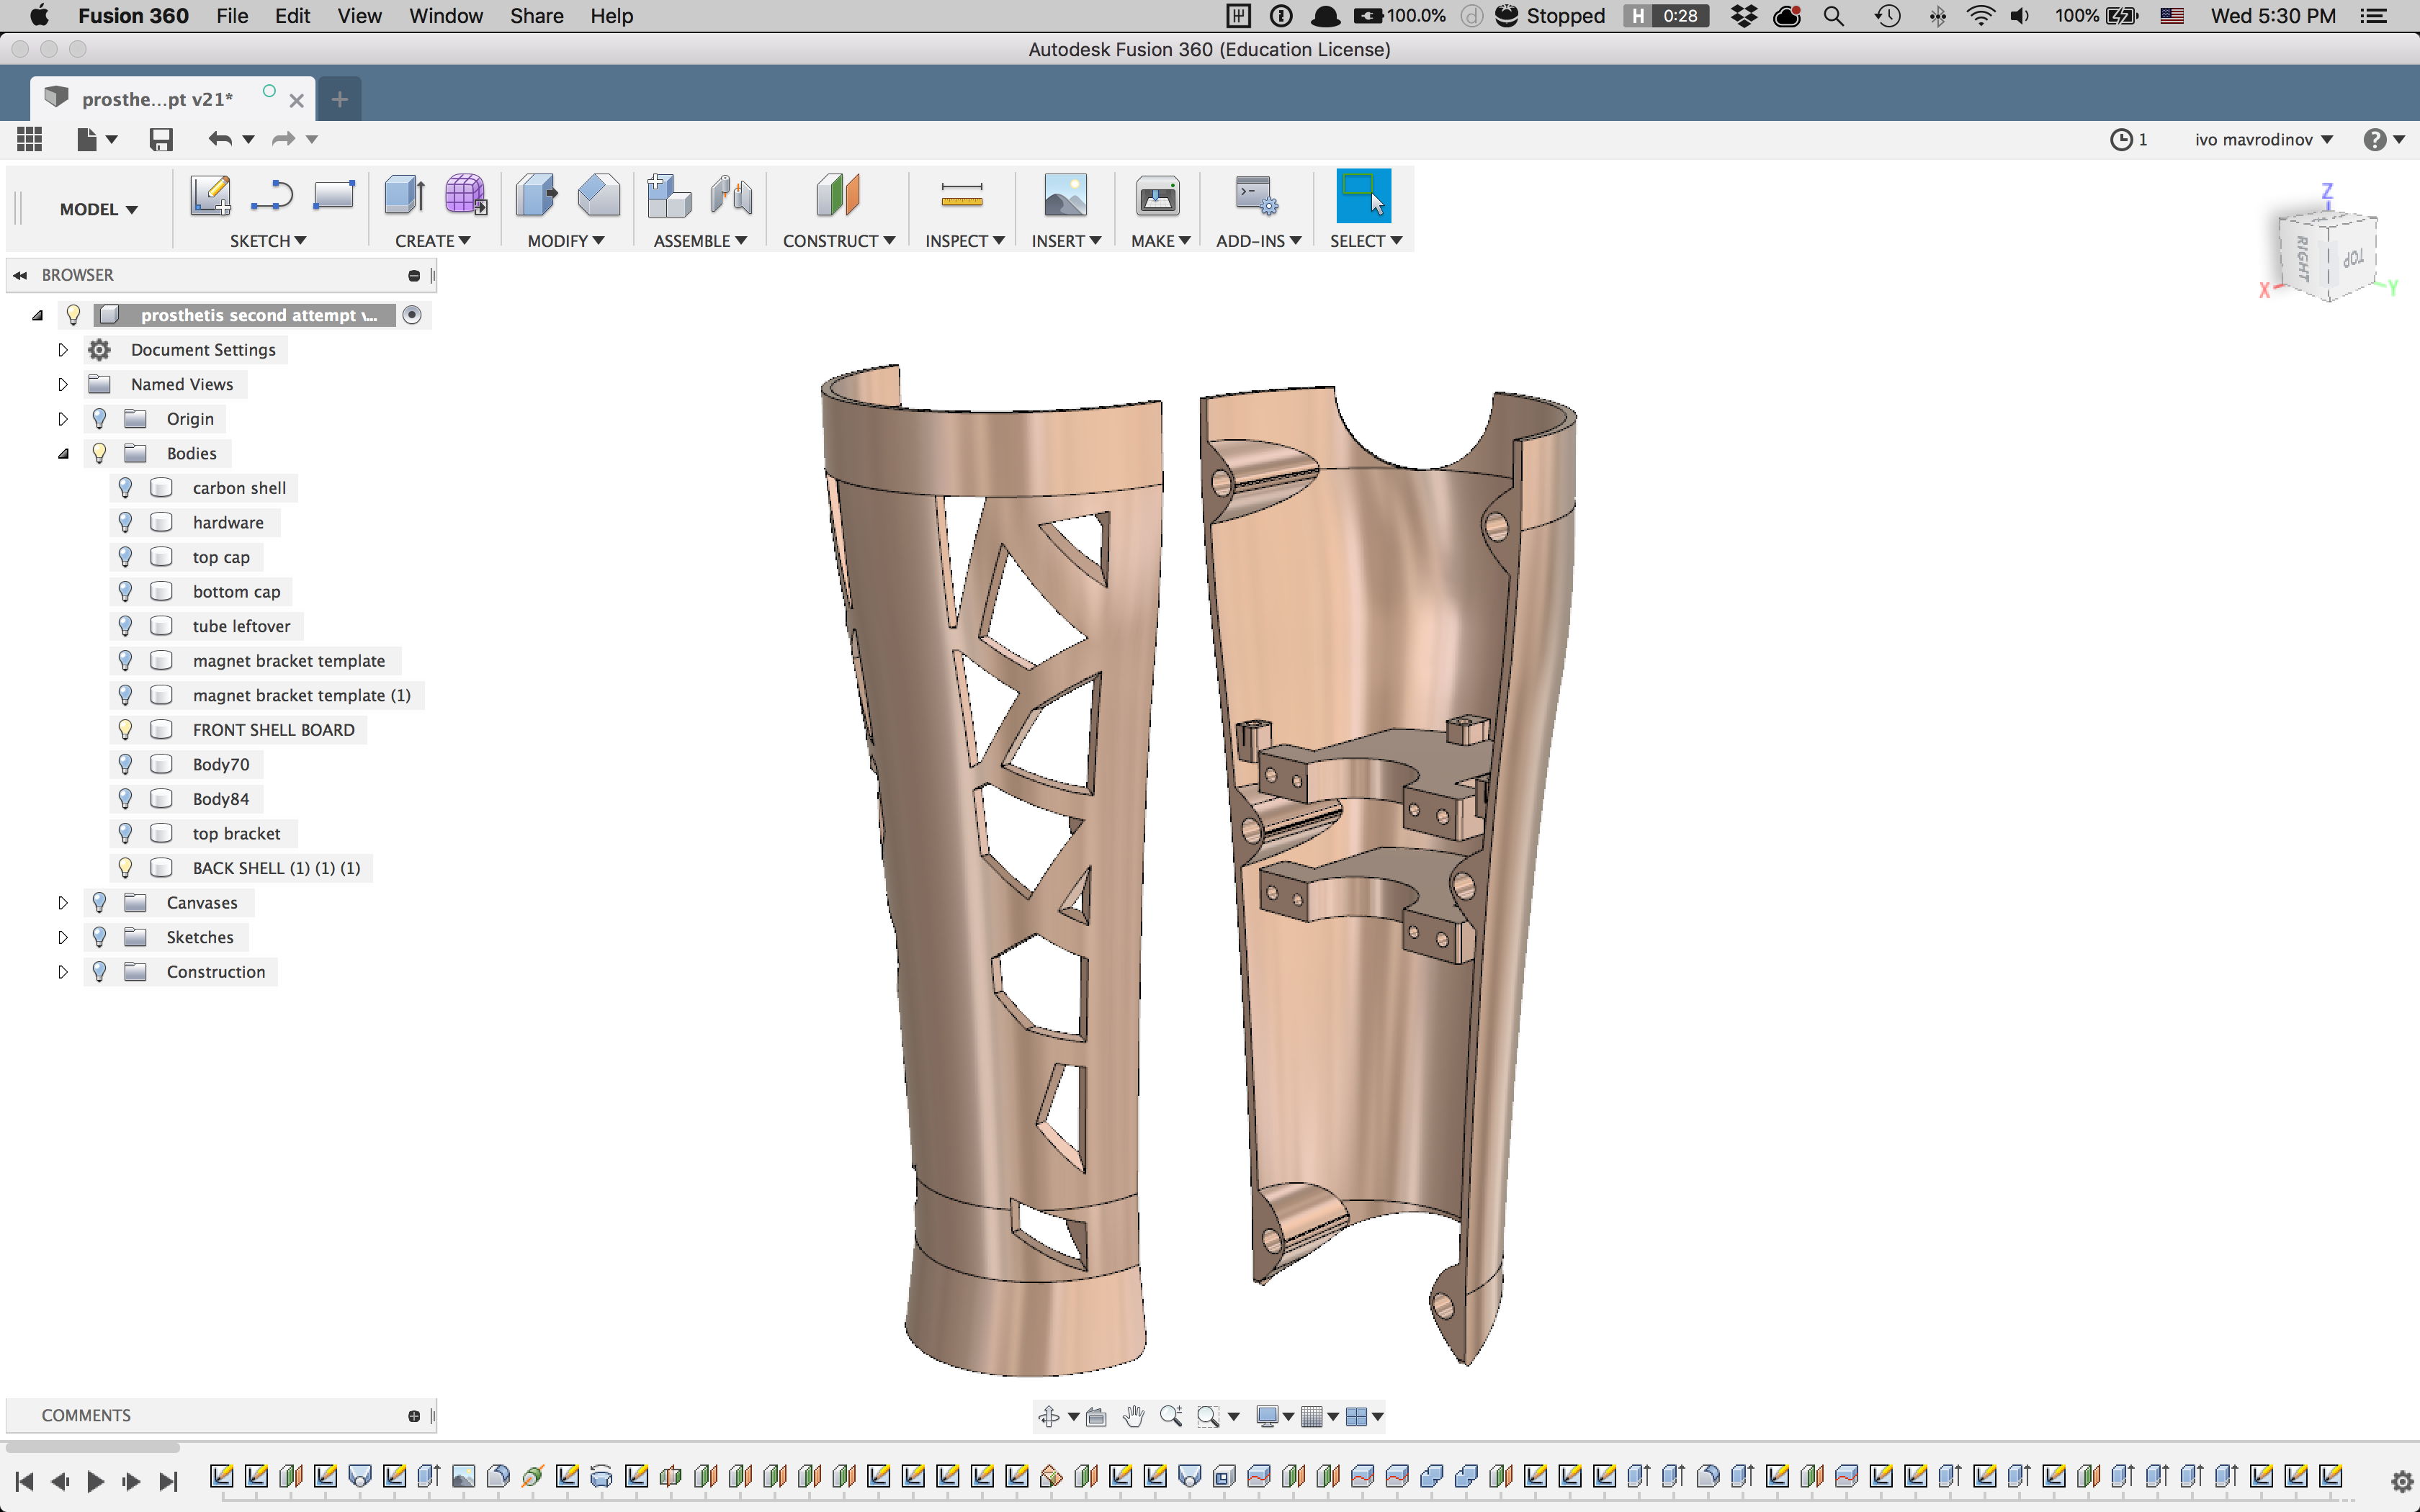 Fusion 360 File Edit View Window Share Help 100.0% Stopped H 0:28 100% Wed 5:30 PM
Autodesk Fusion 360 (Education License)
prosthe...pt v21*
1 ivo mavrodinov
MODEL
SKETCH CREATE MODIFY ASSEMBLE CONSTRUCT INSPECT INSERT MAKE ADD-INS SELECT
Z
RIGHT
TOP
X
Y
BROWSER
prosthetis second attempt v...
Document Settings
Named Views
Origin
Bodies
carbon shell
hardware
top cap
bottom cap
tube leftover
magnet bracket template
magnet bracket template (1)
FRONT SHELL BOARD
Body70
Body84
top bracket
BACK SHELL (1) (1) (1)
Canvases
Sketches
Construction
COMMENTS